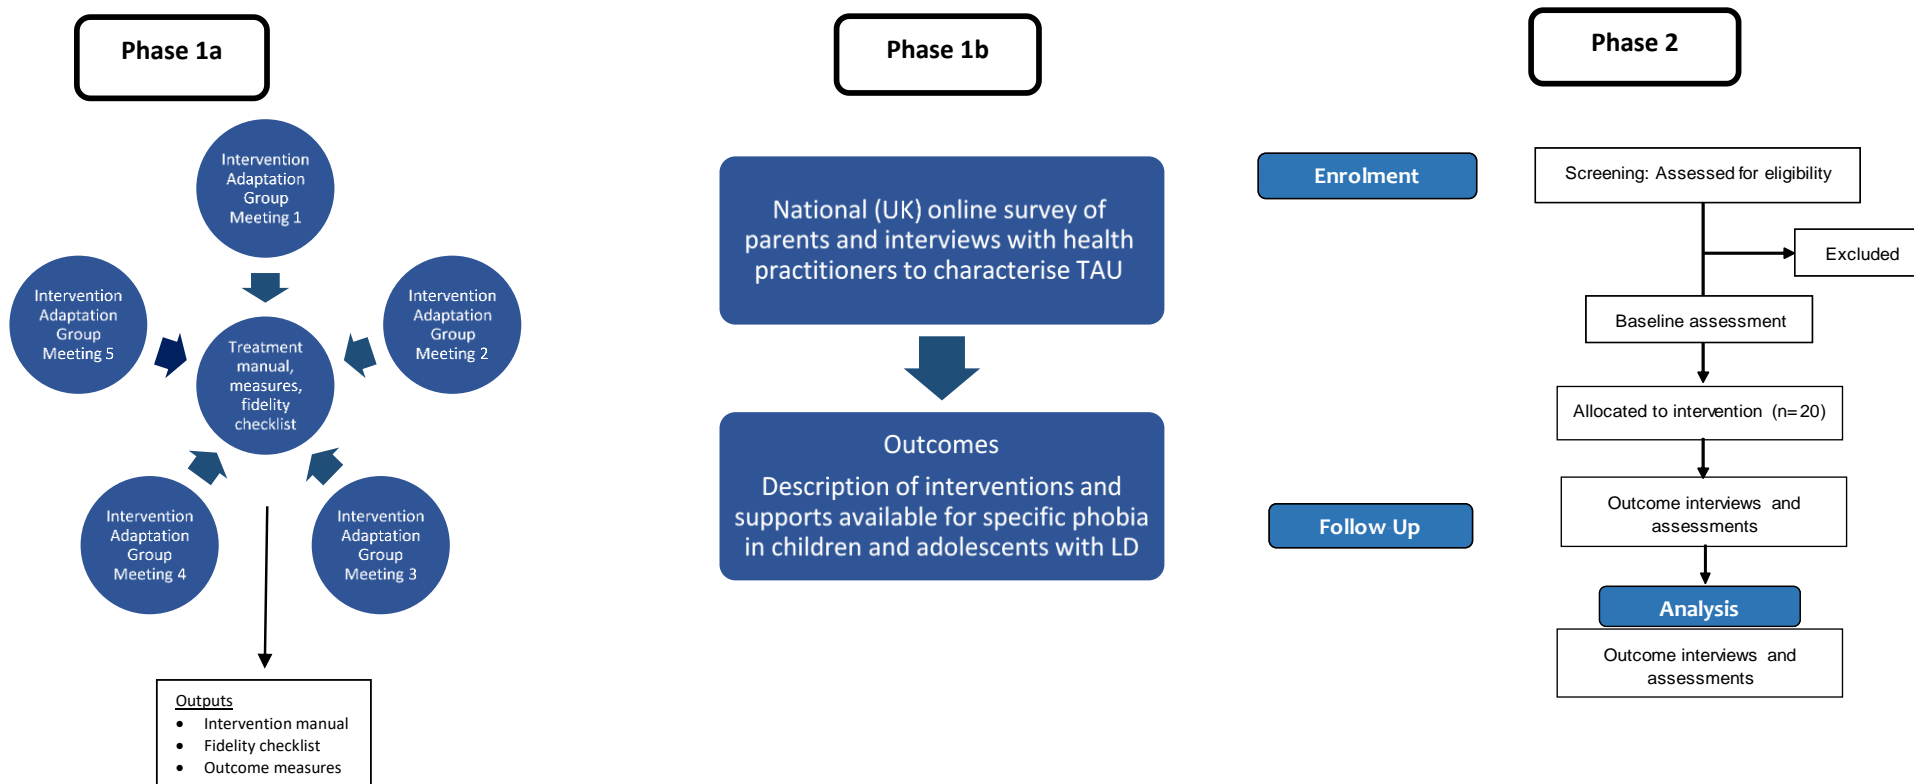 Phase 1a
Intervention
Adaptation
Group
Meeting 1
Intervention
Adaptation
Group
Meeting 5
Intervention
Adaptation
Group
Meeting 2
Treatment
manual,
measures,
fidelity
checklist
Intervention
Adaptation
Group
Meeting 4
Intervention
Adaptation
Group
Meeting 3
Outputs
• Intervention manual
• Fidelity checklist
• Outcome measures
Phase 1b
National (UK) online survey of
parents and interviews with health
practitioners to characterise TAU
Outcomes
Description of interventions and
supports available for specific phobia
in children and adolescents with LD
Phase 2
Enrolment
Screening: Assessed for eligibility
Excluded
Baseline assessment
Allocated to intervention (n=20)
Follow Up
Outcome interviews and
assessments
Analysis
Outcome interviews and
assessments